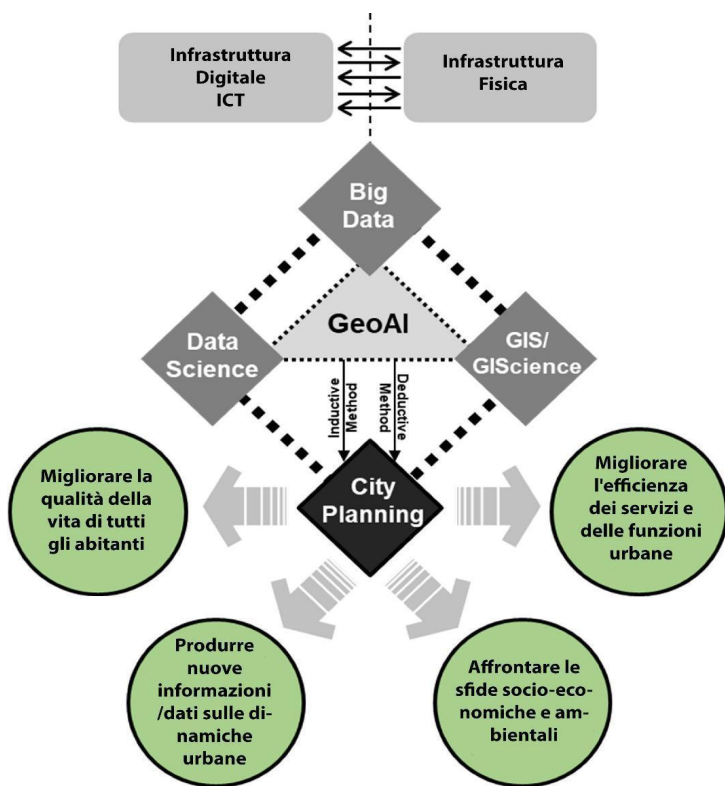 Infrastruttura
Digitale
ICT
Infrastruttura
Fisica
Big
Data
GeoAI
Data
Science
GIS/
GIScience
Inductive
Method
Deductive
Method
City
Planning
Migliorare la
qualità della
vita di tutti
gli abitanti
Migliorare
l'efficienza
dei servizi e
delle funzioni
urbane
Produrre
nuove
informazioni
/dati sulle di-
namiche
urbane
Affrontare le
sfide socio-eco-
nomiche e am-
bientali